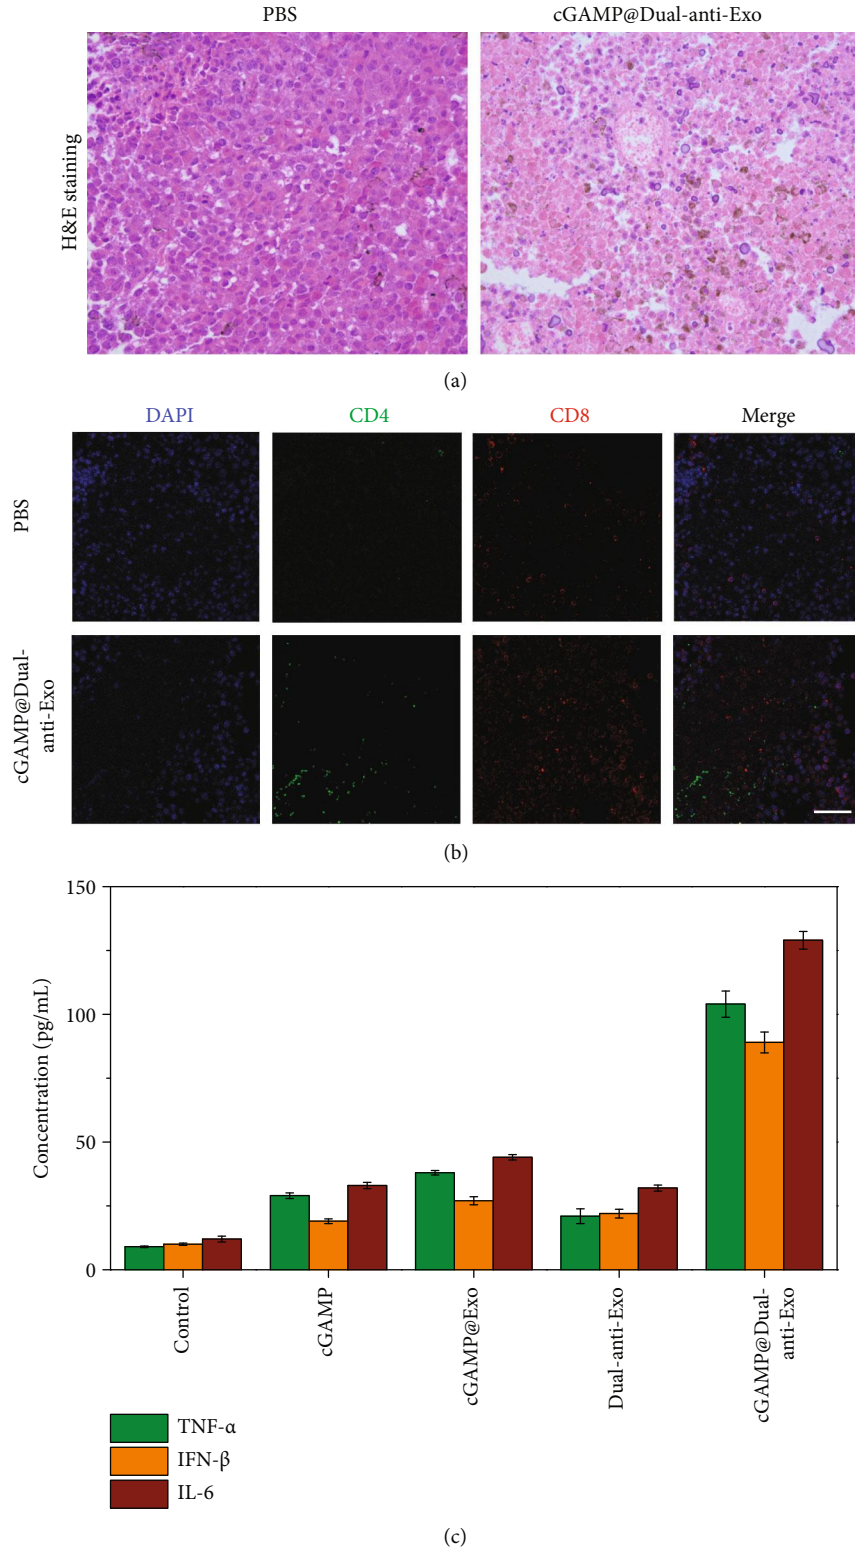 PBS
cGAMP@Dual-anti-Exo
H&E staining
(a)
DAPI
CD4
CD8
Merge
PBS
cGAMP@Dual-
anti-Exo
(b)
Concentration (pg/mL)
150
100
50
0
Control
cGAMP
cGAMP@Exo
Dual-anti-Exo
cGAMP@Dual-
anti-Exo
TNF-α
IFN-β
IL-6
(c)